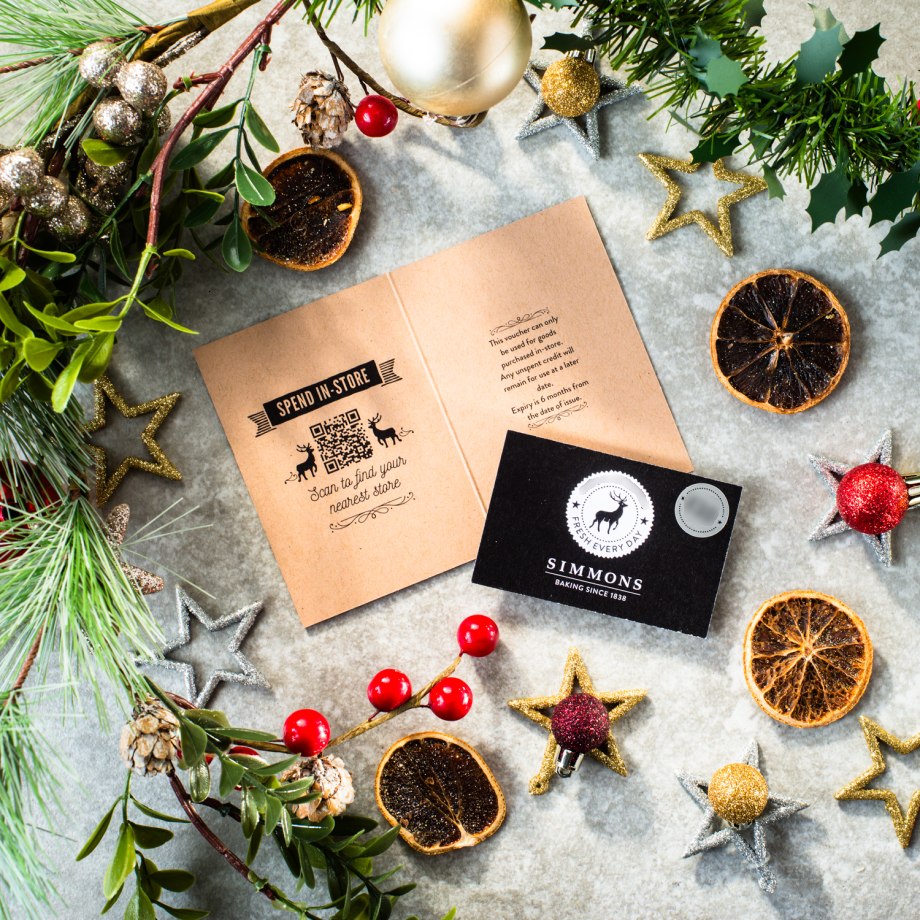 SPEND IN-STORE
Scan to find your
nearest store
This voucher can only
be used for goods
purchased in-store.
Any unspent credit will
remain for use at a later
date.
Expiry is 6 months from
the date of issue.
FRESH EVERY DAY
SIMMONS
BAKING SINCE 1838